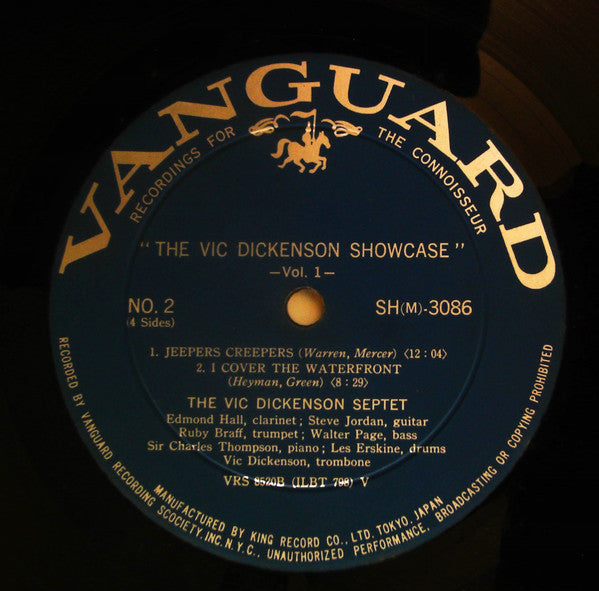 VANGUARD
RECORDINGS FOR THE CONNOISSEUR
"THE VIC DICKENSON SHOWCASE"
—Vol. 1—
NO. 2
(4 Sides)
SH(M)-3086
1. JEEPERS CREEPERS (Warren, Mercer) <12:04>
2. I COVER THE WATERFRONT
(Heyman, Green) <8:29>
THE VIC DICKENSON SEPTET
Edmond Hall, clarinet; Steve Jordan, guitar
Ruby Braff, trumpet; Walter Page, bass
Sir Charles Thompson, piano; Les Erskine, drums
Vic Dickenson, trombone
VRS 8520B (ILBT 798) V
RECORDED BY VANGUARD RECORDING SCOCIETY, INC. N.Y.C., UNAUTHORIZED PERFORMANCE, BROADCASTING OR COPYING PROHIBITED
MANUFACTURED BY KING RECORD CO., LTD. TOKYO, JAPAN